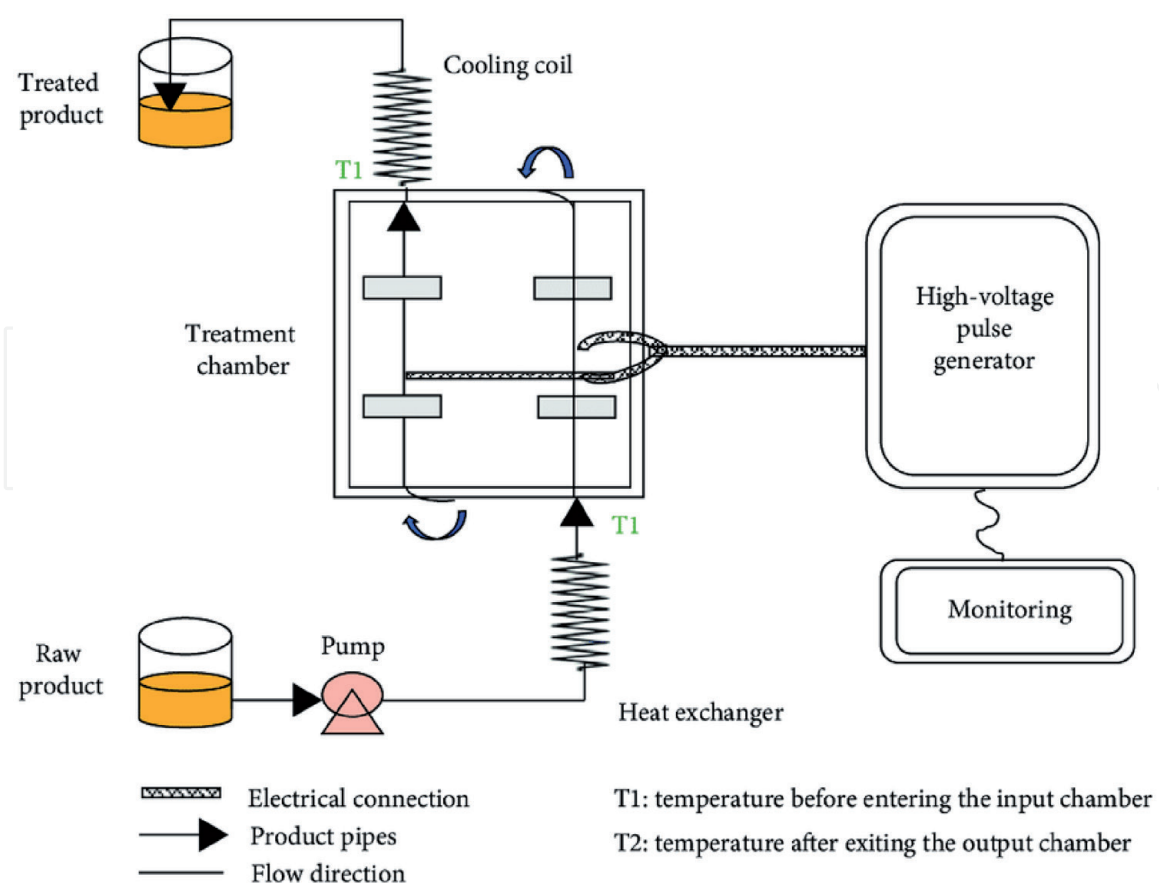 Cooling coil
Treated
product
T1
Treatment
chamber
High-voltage
pulse
generator
T1
Monitoring
Raw
product
Pump
Heat exchanger
Electrical connection
Product pipes
Flow direction
T1: temperature before entering the input chamber
T2: temperature after exiting the output chamber